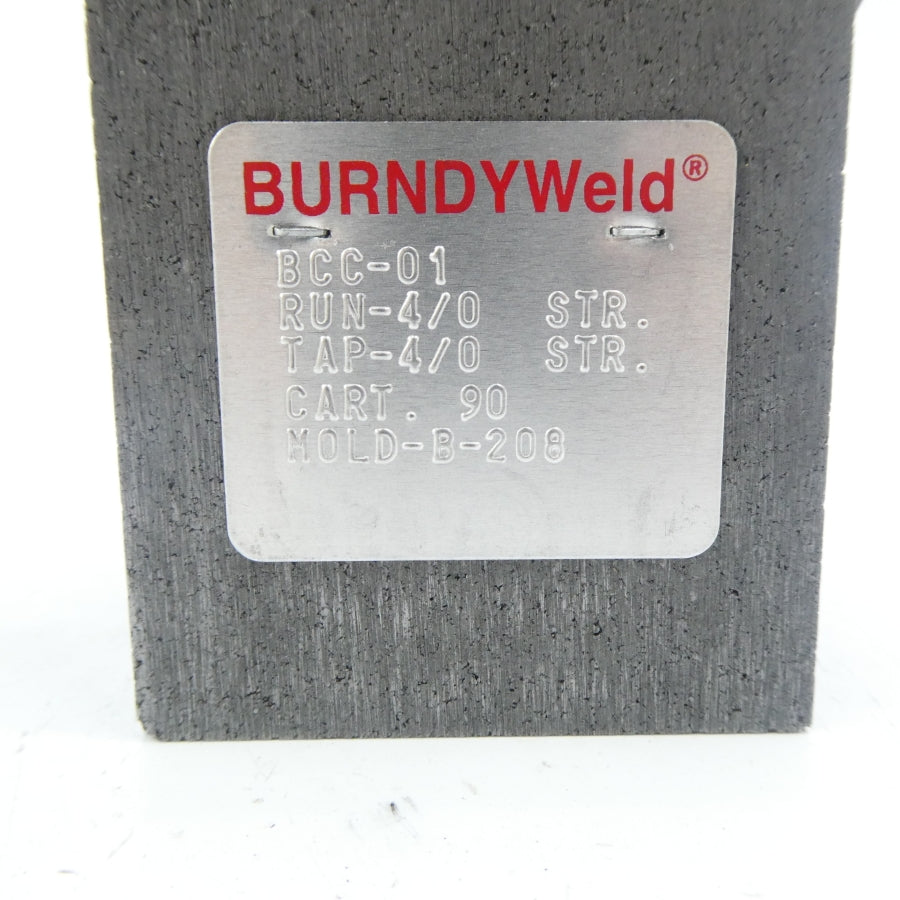 BURNDYWeld®
BCC-01
RUN-4/0 STR.
TAP-4/0 STR.
CART. 90
MOLD-B-208